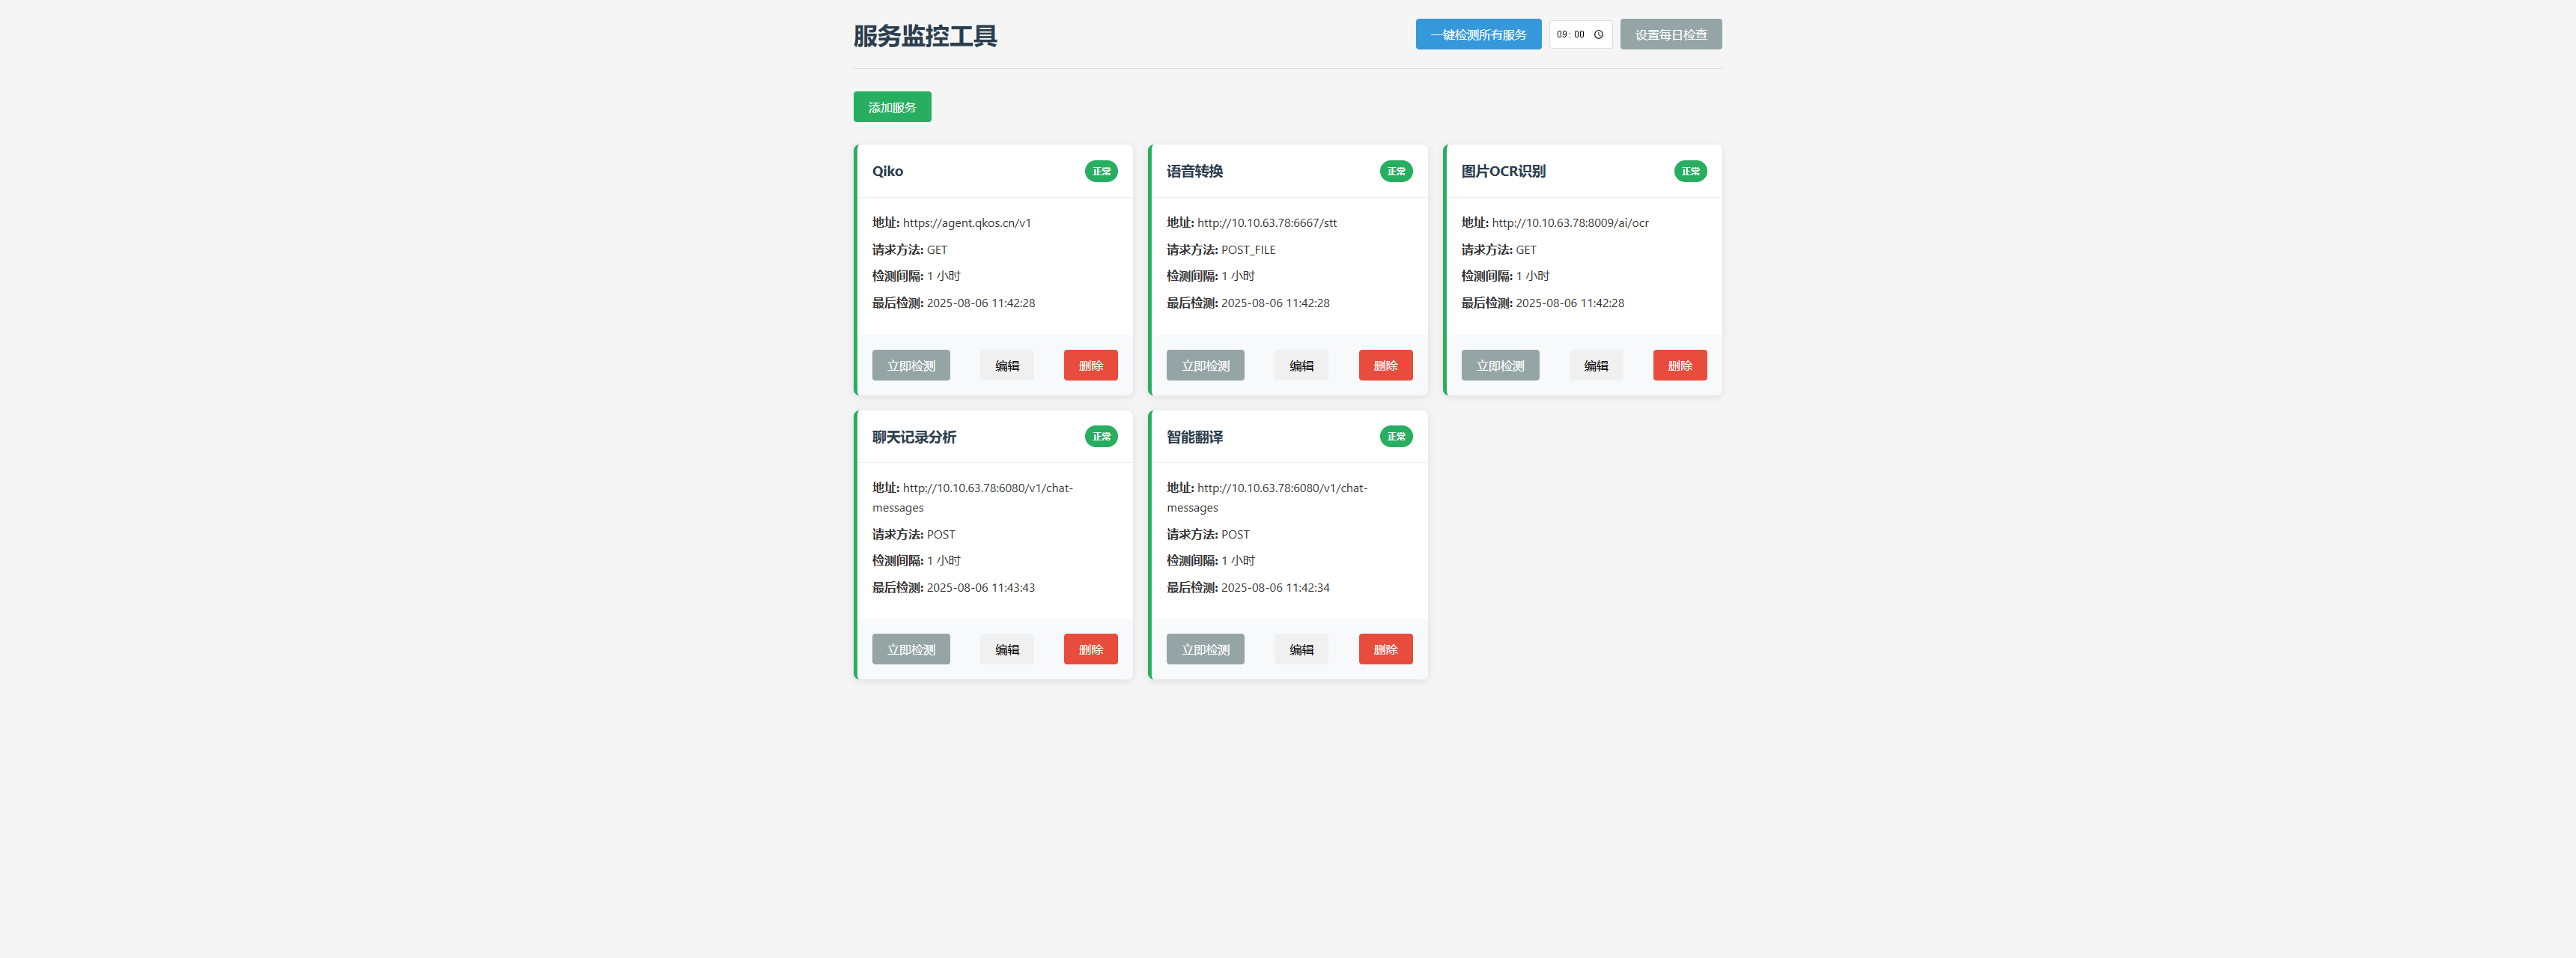 服务监控工具
一键检测所有服务 09:00 设置每日检查
添加服务
Qiko 正常
地址: https://agent.qkos.cn/v1
请求方法: GET
检测间隔: 1 小时
最后检测: 2025-08-06 11:42:28
立即检测 编辑 删除
语音转换 正常
地址: http://10.10.63.78:6667/stt
请求方法: POST_FILE
检测间隔: 1 小时
最后检测: 2025-08-06 11:42:28
立即检测 编辑 删除
图片OCR识别 正常
地址: http://10.10.63.78:8009/ai/ocr
请求方法: GET
检测间隔: 1 小时
最后检测: 2025-08-06 11:42:28
立即检测 编辑 删除
聊天记录分析 正常
地址: http://10.10.63.78:6080/v1/chat-
messages
请求方法: POST
检测间隔: 1 小时
最后检测: 2025-08-06 11:43:43
立即检测 编辑 删除
智能翻译 正常
地址: http://10.10.63.78:6080/v1/chat-
messages
请求方法: POST
检测间隔: 1 小时
最后检测: 2025-08-06 11:42:34
立即检测 编辑 删除